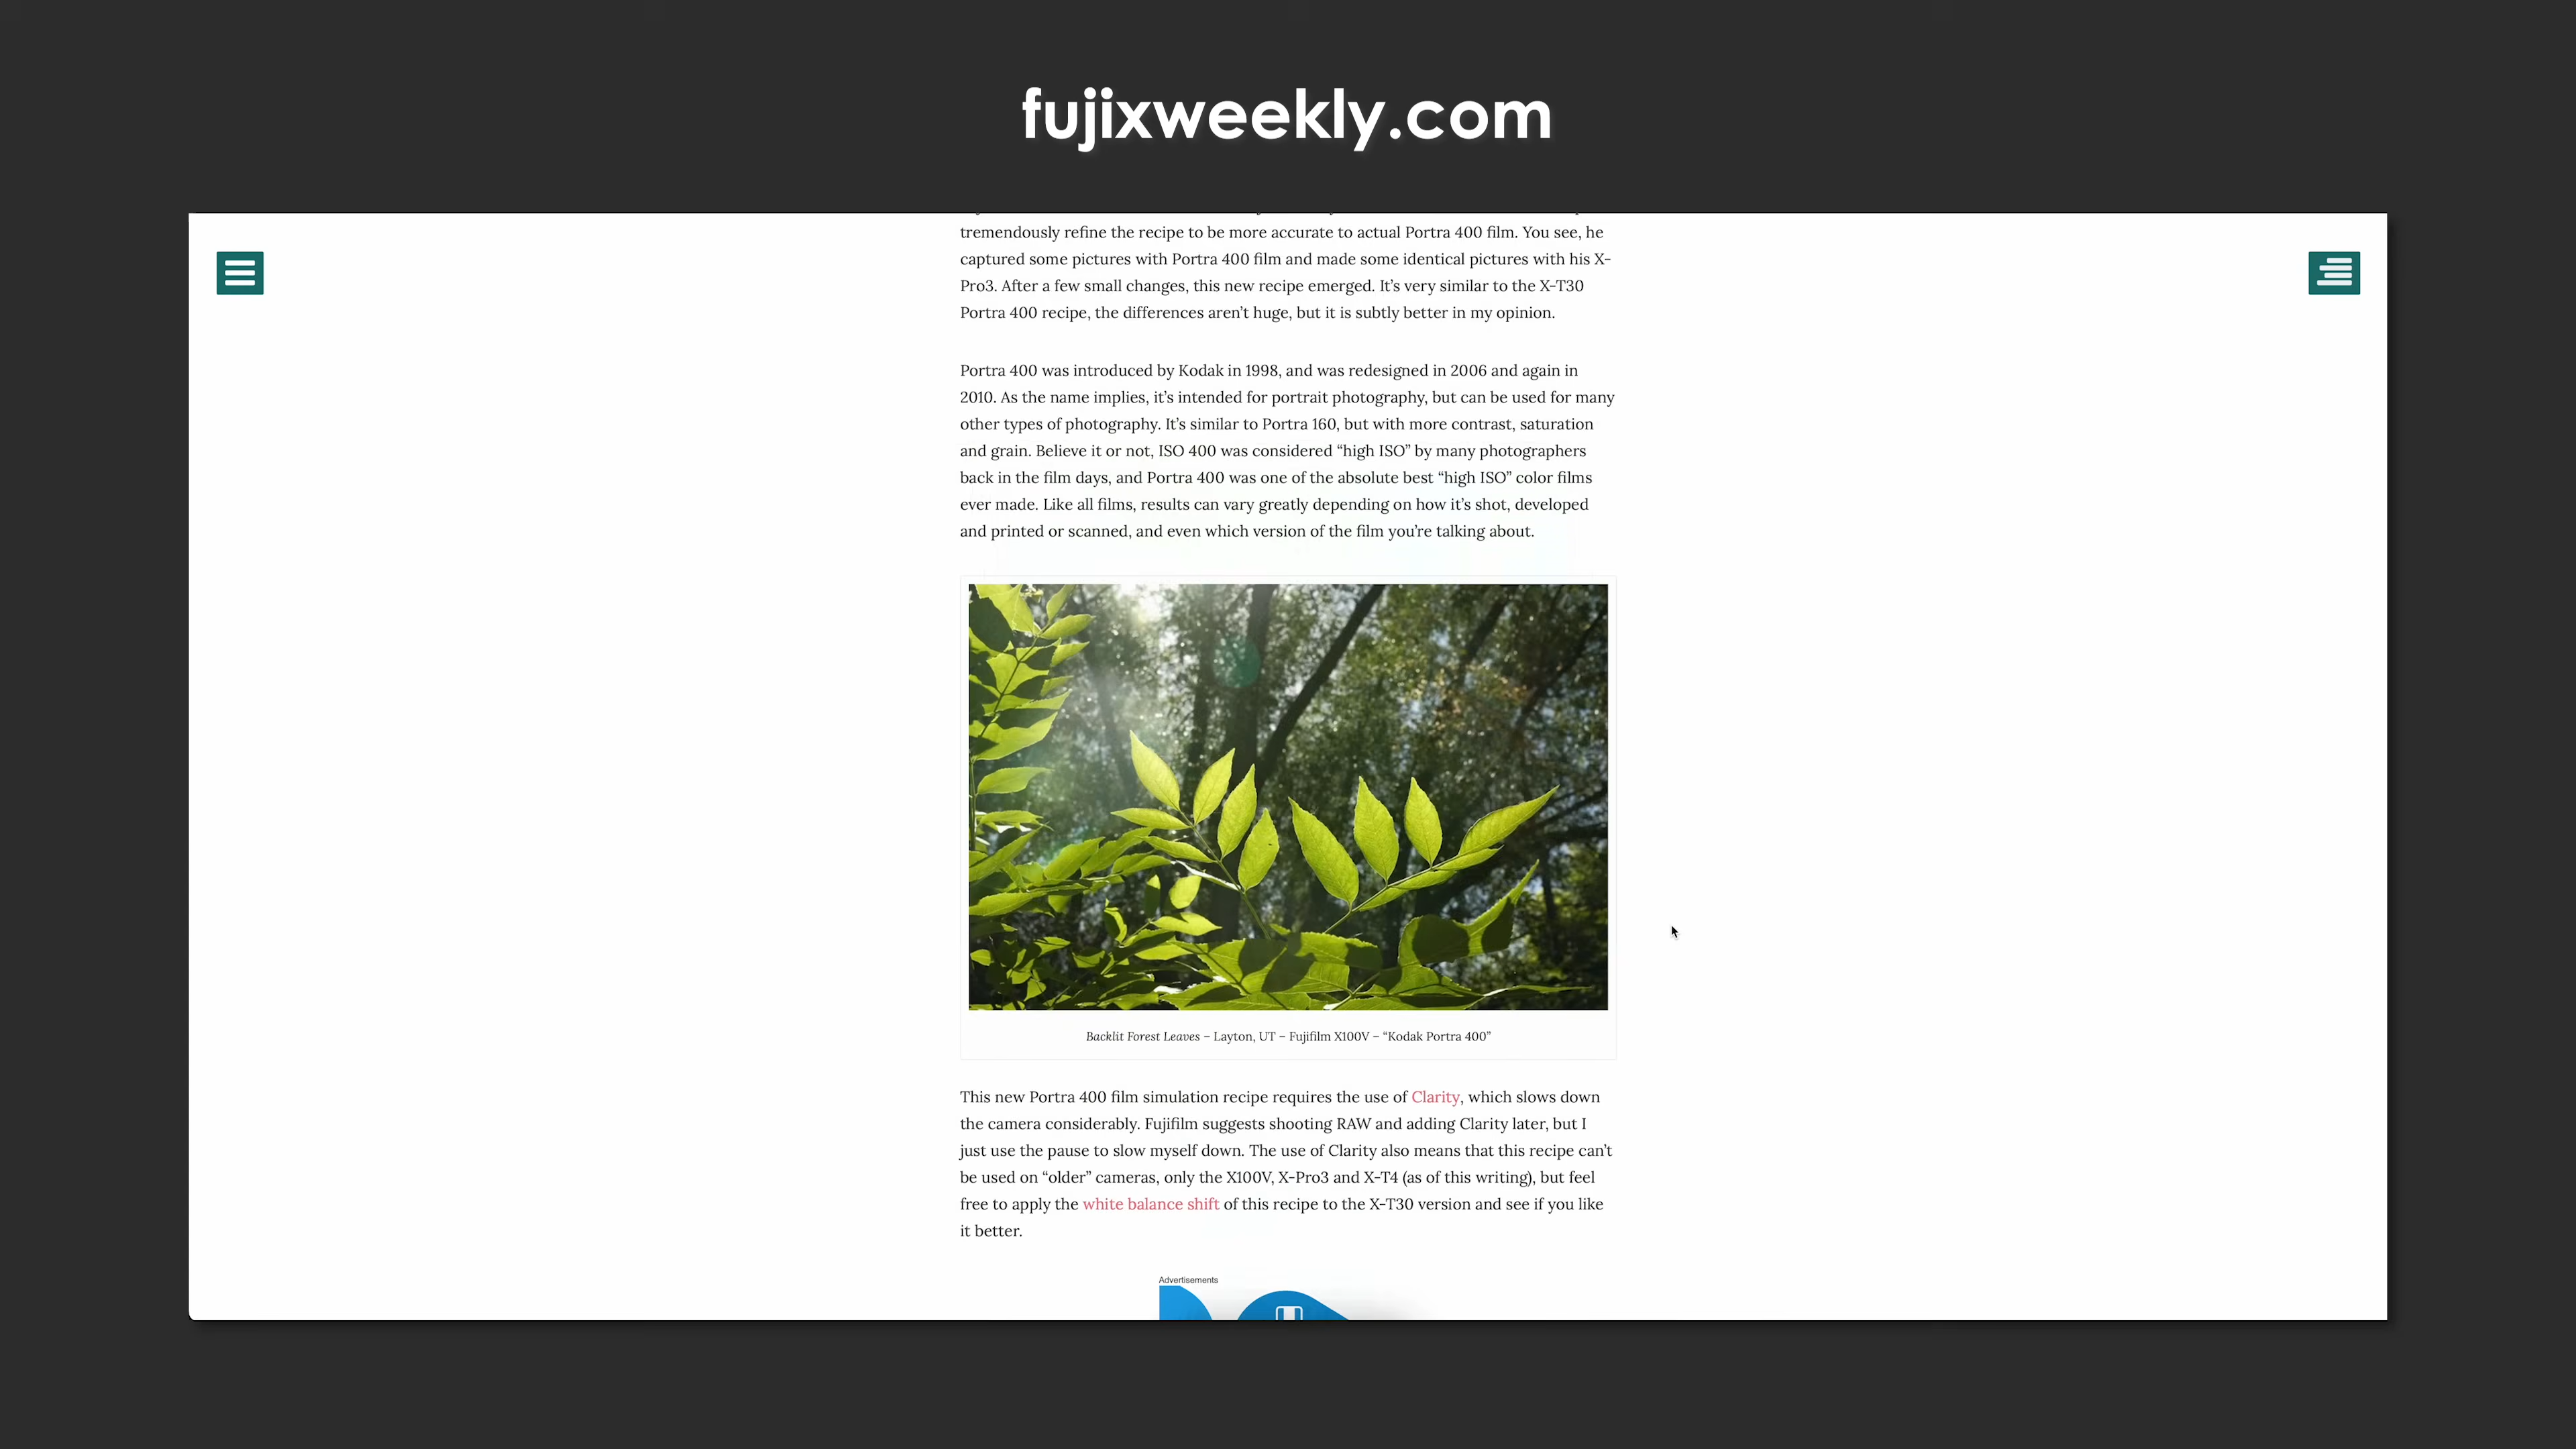 fujixweekly.com
tremendously refine the recipe to be more accurate to actual Portra 400 film. You see, he
captured some pictures with Portra 400 film and made some identical pictures with his X-
Pro3. After a few small changes, this new recipe emerged. It’s very similar to the X-T30
Portra 400 recipe, the differences aren’t huge, but it is subtly better in my opinion.
Portra 400 was introduced by Kodak in 1998, and was redesigned in 2006 and again in
2010. As the name implies, it’s intended for portrait photography, but can be used for many
other types of photography. It’s similar to Portra 160, but with more contrast, saturation
and grain. Believe it or not, ISO 400 was considered “high ISO” by many photographers
back in the film days, and Portra 400 was one of the absolute best “high ISO” color films
ever made. Like all films, results can vary greatly depending on how it’s shot, developed
and printed or scanned, and even which version of the film you’re talking about.
Backlit Forest Leaves – Layton, UT – Fujifilm X100V – “Kodak Portra 400”
This new Portra 400 film simulation recipe requires the use of Clarity, which slows down
the camera considerably. Fujifilm suggests shooting RAW and adding Clarity later, but I
just use the pause to slow myself down. The use of Clarity also means that this recipe can’t
be used on “older” cameras, only the X100V, X-Pro3 and X-T4 (as of this writing), but feel
free to apply the white balance shift of this recipe to the X-T30 version and see if you like
it better.
Advertisements